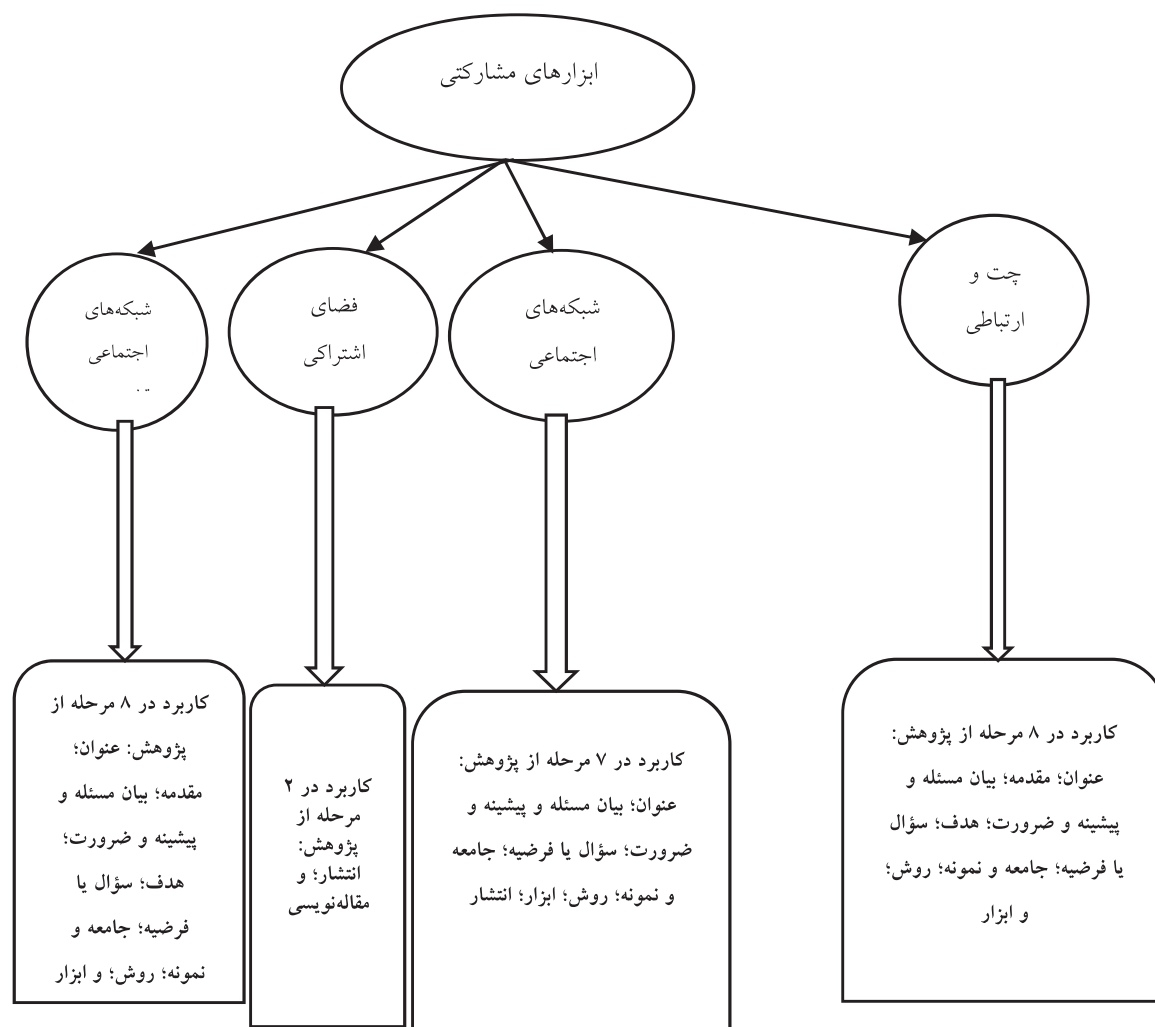 ابزارهای مشارکتی
چت و
ارتباطی
شبکه‌های
اجتماعی
فضای
اشتراکی
شبکه‌های
اجتماعی
کاربرد در ۸ مرحله از پژوهش:
عنوان؛ مقدمه؛ بیان مسئله و
پیشینه و ضرورت؛ هدف؛ سؤال
یا فرضیه؛ جامعه و نمونه؛ روش؛
و ابزار
کاربرد در ۷ مرحله از پژوهش:
عنوان؛ بیان مسئله و پیشینه و
ضرورت؛ سؤال یا فرضیه؛ جامعه
و نمونه؛ روش؛ ابزار؛ انتشار
کاربرد در ۲
مرحله از
پژوهش:
انتشار؛ و
مقاله‌نویسی
کاربرد در ۸ مرحله از
پژوهش: عنوان؛
مقدمه؛ بیان مسئله و
پیشینه و ضرورت؛
هدف؛ سؤال یا
فرضیه؛ جامعه و
نمونه؛ روش؛ و ابزار